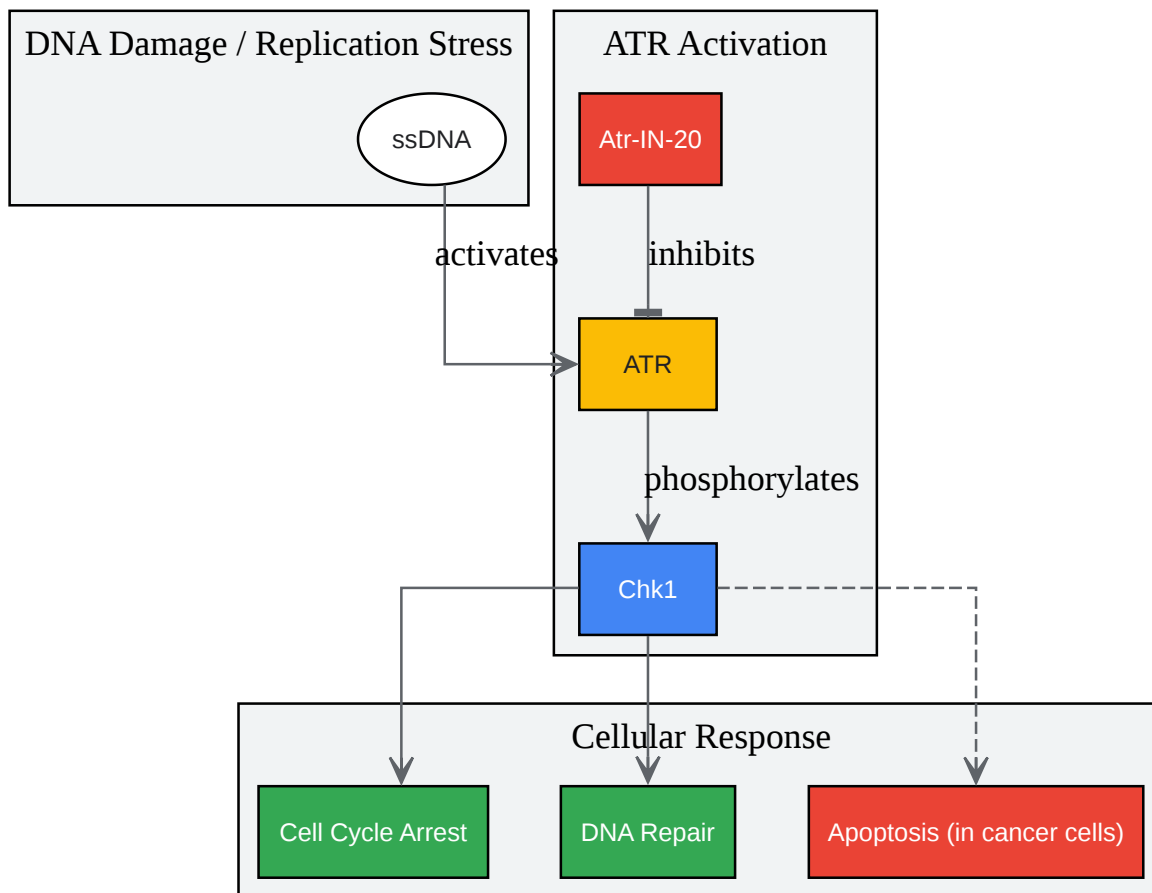 DNA Damage / Replication Stress
ATR Activation
ssDNA
Atr-IN-20
activates
inhibits
ATR
phosphorylates
Chk1
Cellular Response
Cell Cycle Arrest
DNA Repair
Apoptosis (in cancer cells)